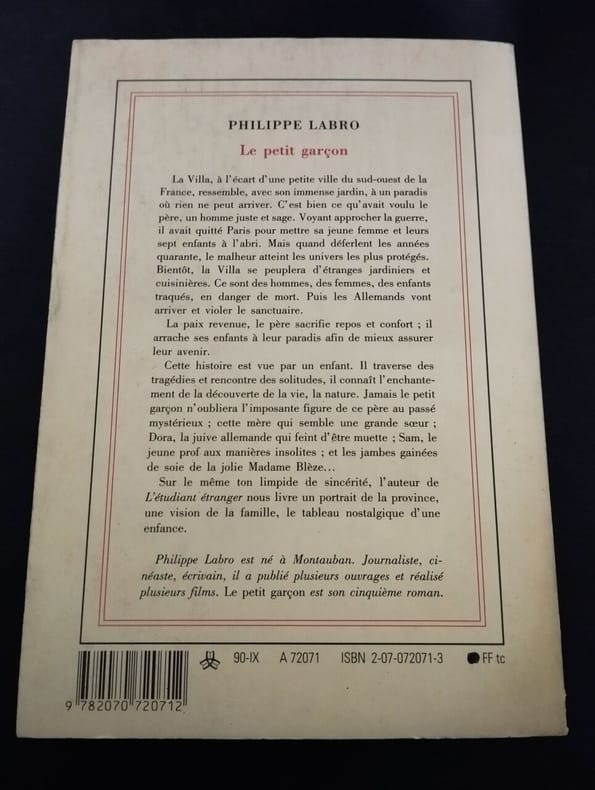 PHILIPPE LABRO
Le petit garçon
La Villa, à l'écart d'une petite ville du sud-ouest de la
France, ressemble, avec son immense jardin, à un paradis
où rien ne peut arriver. C'est bien ce qu'avait voulu le
père, un homme juste et sage. Voyant approcher la guerre,
il avait quitté Paris pour mettre sa jeune femme et leurs
sept enfants à l'abri. Mais quand déferlent les années
quarante, le malheur atteint les univers les plus protégés.
Bientôt, la Villa se peuplera d'étranges jardiniers et
cuisinières. Ce sont des hommes, des femmes, des enfants
traqués, en danger de mort. Puis les Allemands vont
arriver et violer le sanctuaire.
La paix revenue, le père sacrifie repos et confort ; il
arrache ses enfants à leur paradis afin de mieux assurer
leur avenir.
Cette histoire est vue par un enfant. Il traverse des
tragédies et rencontre des solitudes, il connaît l'enchante-
ment de la découverte de la vie, la nature. Jamais le petit
garçon n'oubliera l'imposante figure de ce père au passé
mystérieux ; cette mère qui semble une grande sœur ;
Dora, la juive allemande qui feint d'être muette ; Sam, le
jeune prof aux manières insolites ; et les jambes gainées
de soie de la jolie Madame Blèze...
Sur le même ton limpide de sincérité, l'auteur de
L'étudiant étranger nous livre un portrait de la province,
une vision de la famille, le tableau nostalgique d'une
enfance.
Philippe Labro est né à Montauban. Journaliste, ci-
néaste, écrivain, il a publié plusieurs ouvrages et réalisé
plusieurs films. Le petit garçon est son cinquième roman.
90-IX A 72071 ISBN 2-07-072071-3 FF tc
9 782070 720712